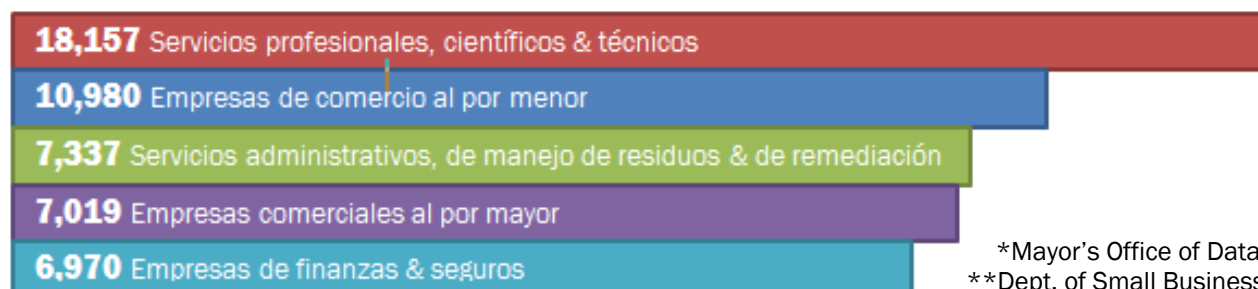 18,157 Servicios profesionales, científicos & técnicos
10,980 Empresas de comercio al por menor
7,337 Servicios administrativos, de manejo de residuos & de remediación
7,019 Empresas comerciales al por mayor
6,970 Empresas de finanzas & seguros
*Mayor's Office of Data
**Dept. of Small Business